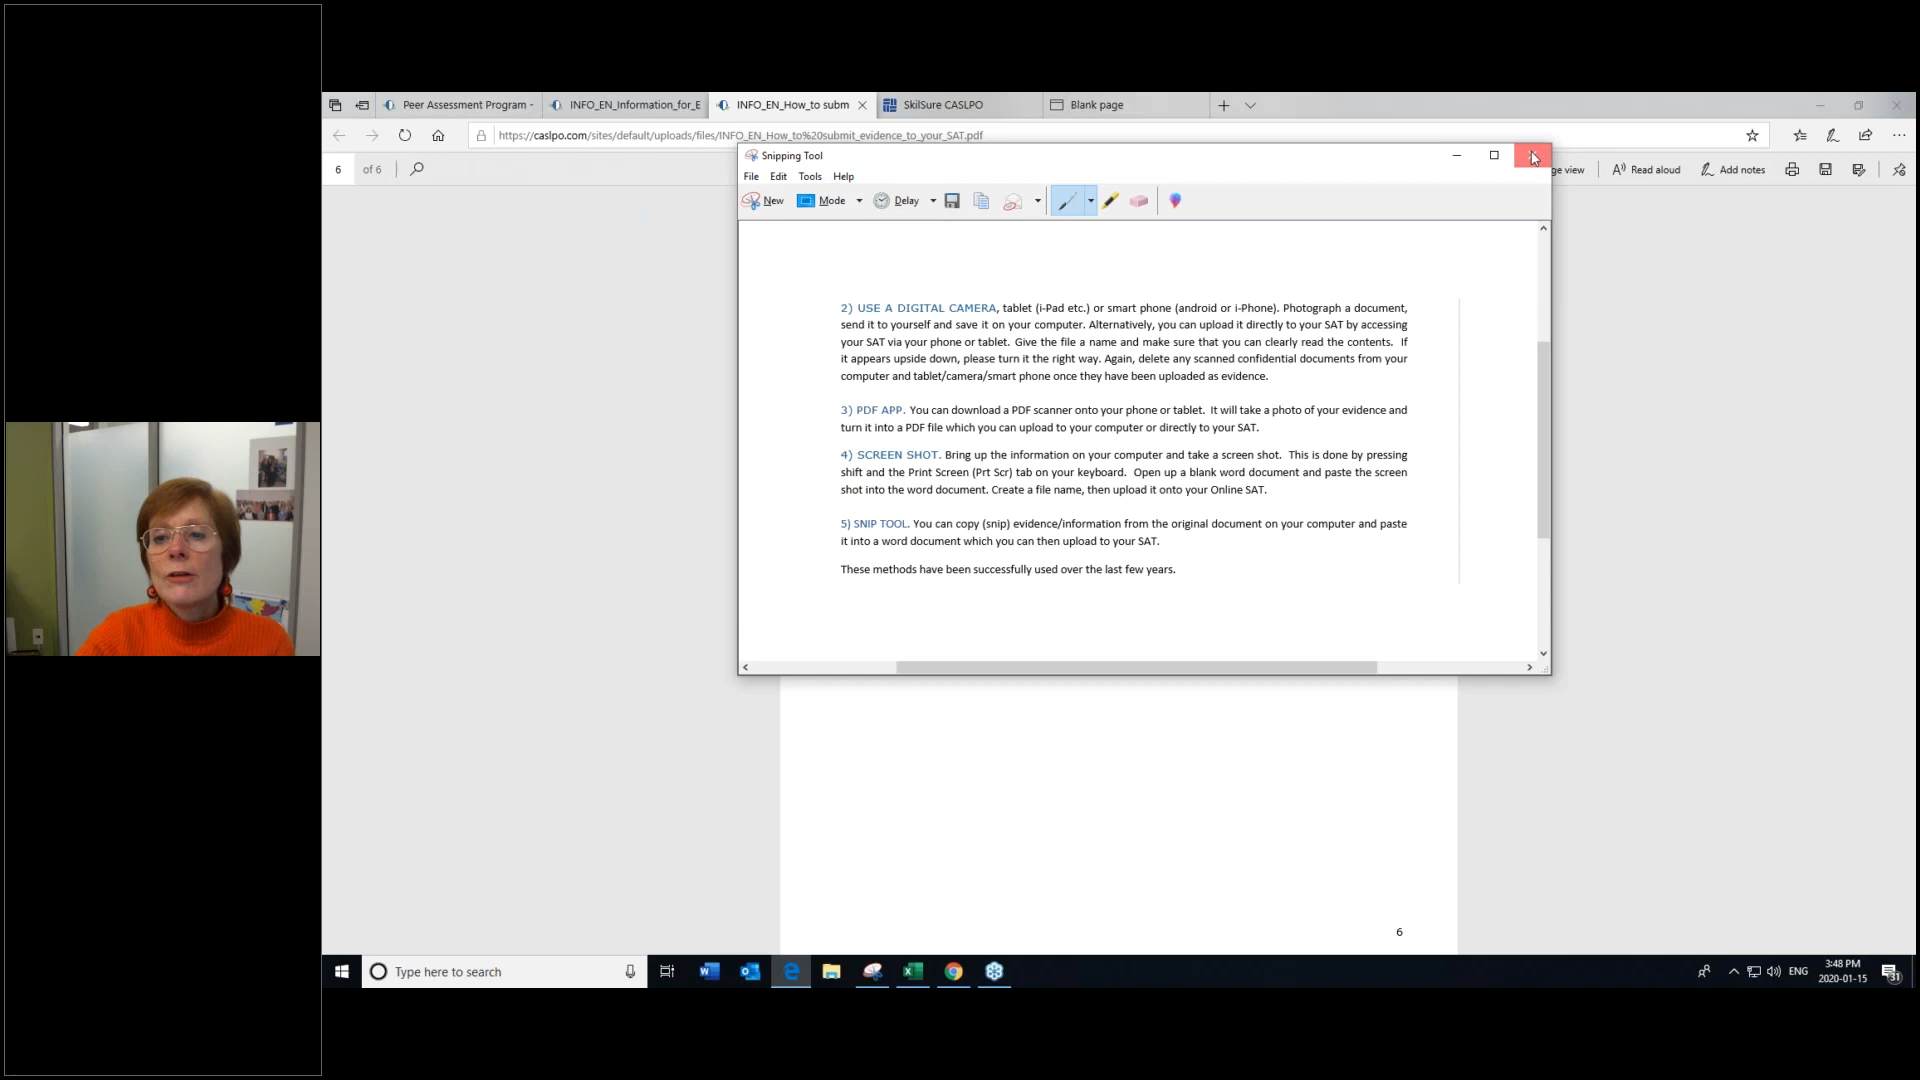 Peer Assessment Program -
INFO_EN_Information_for_E
INFO_EN_How_to subm
SkilSure CASLPO
Blank page
https://caslpo.com/sites/default/uploads/files/INFO_EN_How_to%20submit_evidence_to_your_SAT.pdf
6 of 6
ge view
Read aloud
Add notes
Snipping Tool
File Edit Tools Help
New Mode Delay
2) USE A DIGITAL CAMERA, tablet (i-Pad etc.) or smart phone (android or i-Phone). Photograph a document,
send it to yourself and save it on your computer. Alternatively, you can upload it directly to your SAT by accessing
your SAT via your phone or tablet. Give the file a name and make sure that you can clearly read the contents. If
it appears upside down, please turn it the right way. Again, delete any scanned confidential documents from your
computer and tablet/camera/smart phone once they have been uploaded as evidence.
3) PDF APP. You can download a PDF scanner onto your phone or tablet. It will take a photo of your evidence and
turn it into a PDF file which you can upload to your computer or directly to your SAT.
4) SCREEN SHOT. Bring up the information on your computer and take a screen shot. This is done by pressing
shift and the Print Screen (Prt Scr) tab on your keyboard. Open up a blank word document and paste the screen
shot into the word document. Create a file name, then upload it onto your Online SAT.
5) SNIP TOOL. You can copy (snip) evidence/information from the original document on your computer and paste
it into a word document which you can then upload to your SAT.
These methods have been successfully used over the last few years.
6
Type here to search
ENG
3:48 PM
2020-01-15
31